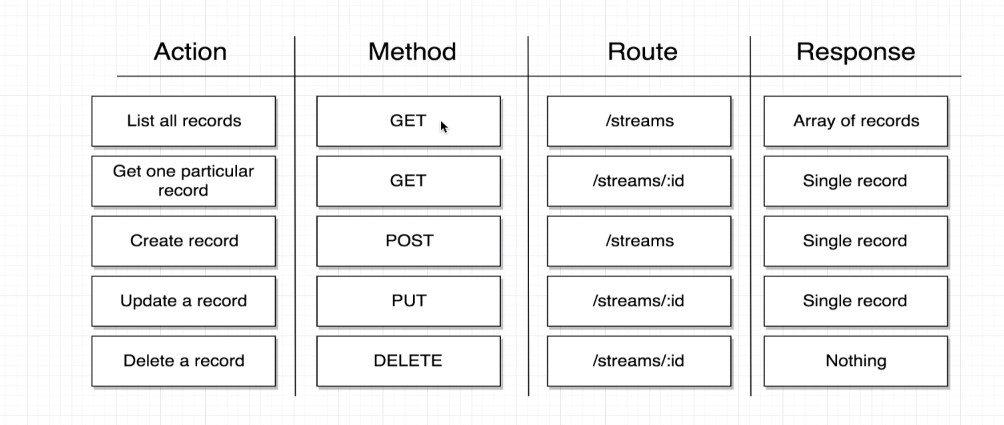 Action Method Route Response
List all records GET /streams Array of records
Get one particular
record GET /streams/:id Single record
Create record POST /streams Single record
Update a record PUT /streams/:id Single record
Delete a record DELETE /streams/:id Nothing